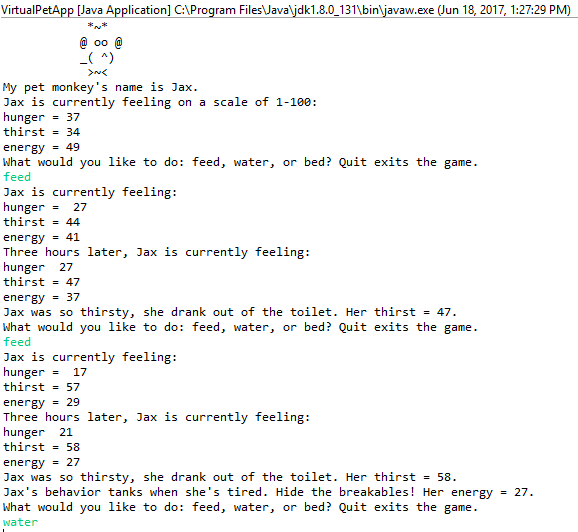 VirtualPetApp [Java Application] C:\Program Files\Java\jdk1.8.0_131\bin\javaw.exe (Jun 18, 2017, 1:27:29 PM)
*~*
@ oo @
_( ^)
>~<
My pet monkey's name is Jax.
Jax is currently feeling on a scale of 1-100:
hunger = 37
thirst = 34
energy = 49
What would you like to do: feed, water, or bed? Quit exits the game.
feed
Jax is currently feeling:
hunger =  27
thirst = 44
energy = 41
Three hours later, Jax is currently feeling:
hunger  27
thirst = 47
energy = 37
Jax was so thirsty, she drank out of the toilet. Her thirst = 47.
What would you like to do: feed, water, or bed? Quit exits the game.
feed
Jax is currently feeling:
hunger =  17
thirst = 57
energy = 29
Three hours later, Jax is currently feeling:
hunger  21
thirst = 58
energy = 27
Jax was so thirsty, she drank out of the toilet. Her thirst = 58.
Jax's behavior tanks when she's tired. Hide the breakables! Her energy = 27.
What would you like to do: feed, water, or bed? Quit exits the game.
water